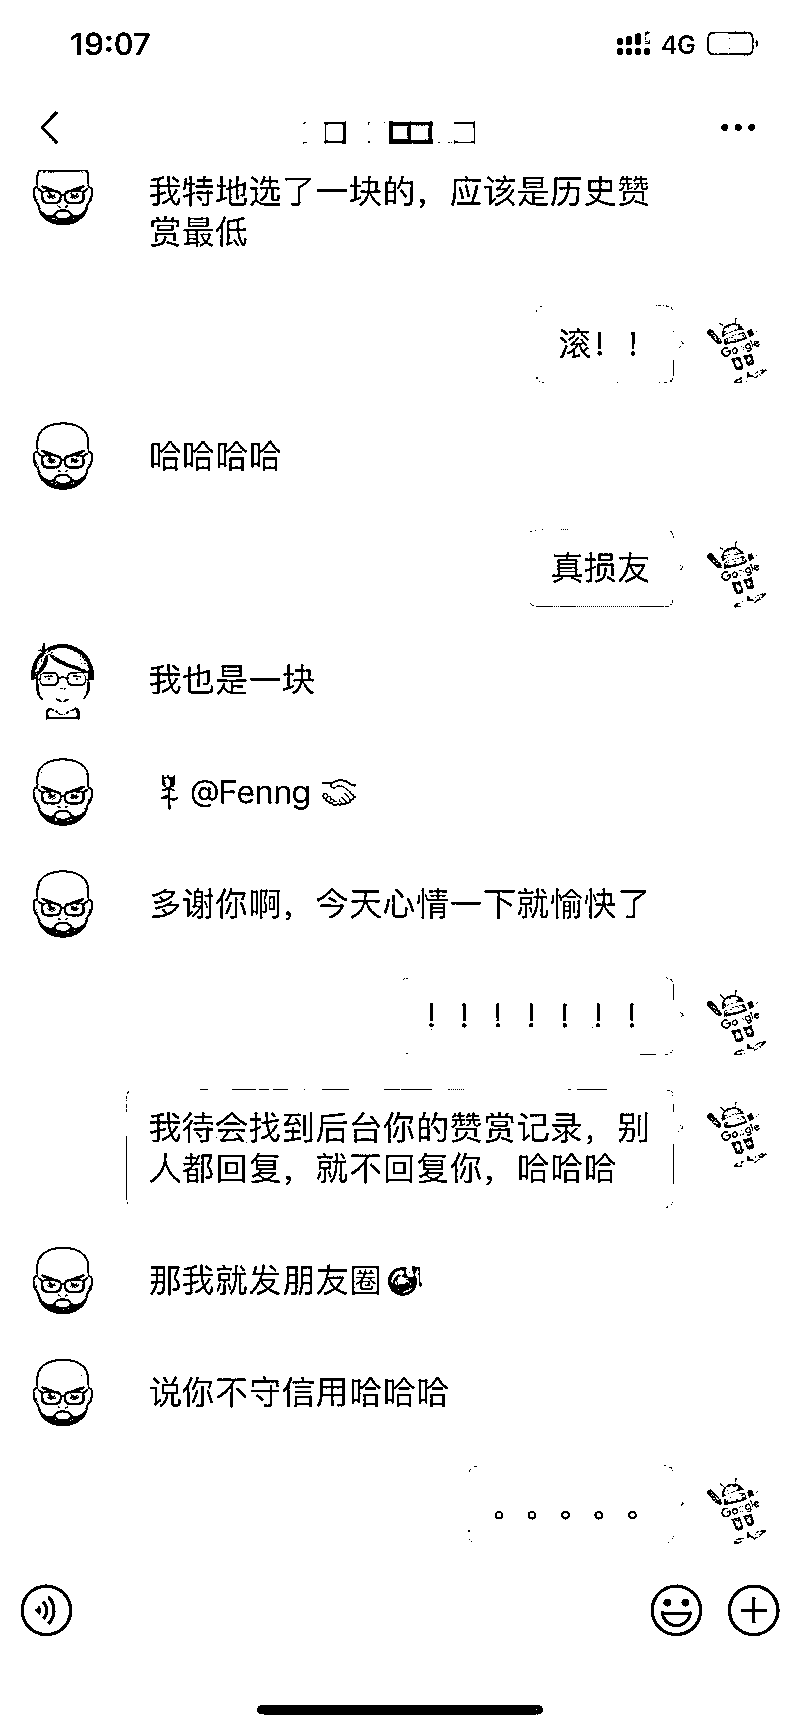 19:07
4G
我特地选了一块的，应该是历史赞
赏最低
滚！！
哈哈哈哈
真损友
我也是一块
@Fenng
多谢你啊，今天心情一下就愉快了
！！！！！！！
我待会找到后台你的赞赏记录，别
人都回复，就不回复你，哈哈哈
那我就发朋友圈
说你不守信用哈哈哈
。。。。。